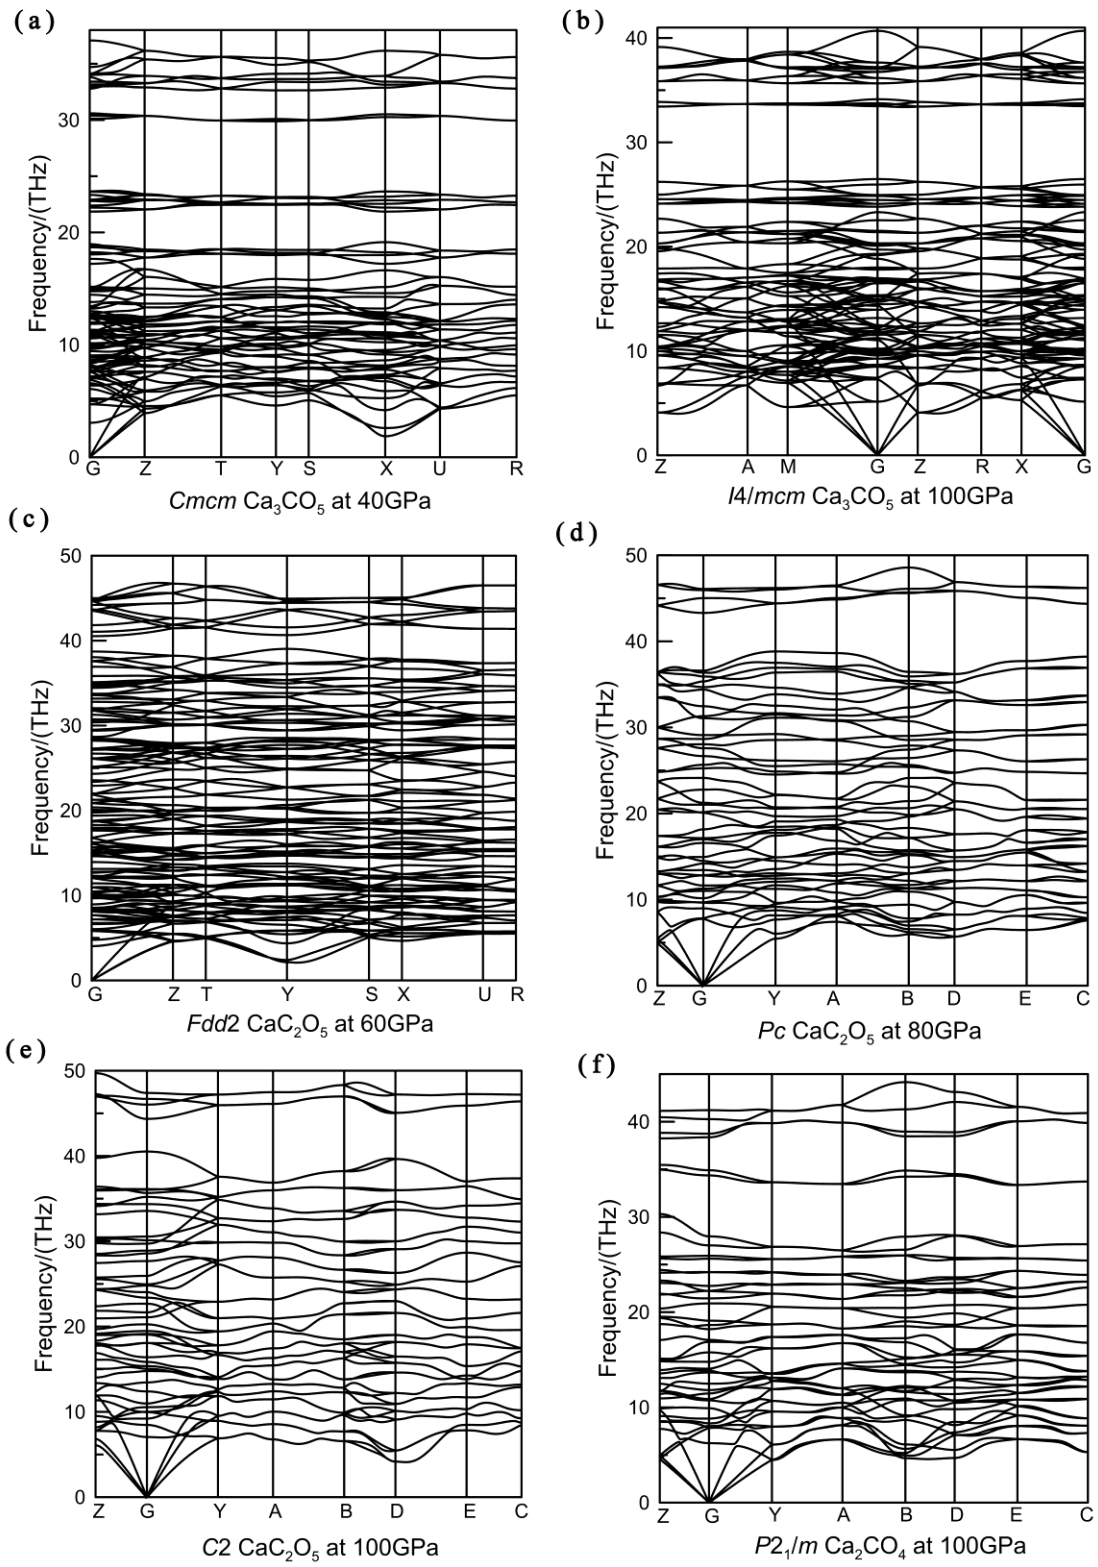 (a)
Frequency/(THz)
30
20
10
0
G Z T Y S X U R
Cmcm Ca₃CO₅ at 40GPa
(b)
Frequency/(THz)
40
30
20
10
0
Z A M G Z R X G
I4/mcm Ca₃CO₅ at 100GPa
(c)
Frequency/(THz)
50
40
30
20
10
0
G Z T Y S X U R
Fdd2 CaC₂O₅ at 60GPa
(d)
Frequency/(THz)
50
40
30
20
10
0
Z G Y A B D E C
Pc CaC₂O₅ at 80GPa
(e)
Frequency/(THz)
50
40
30
20
10
0
Z G Y A B D E C
C2 CaC₂O₅ at 100GPa
(f)
Frequency/(THz)
40
30
20
10
0
Z G Y A B D E C
P2₁/m Ca₂CO₄ at 100GPa